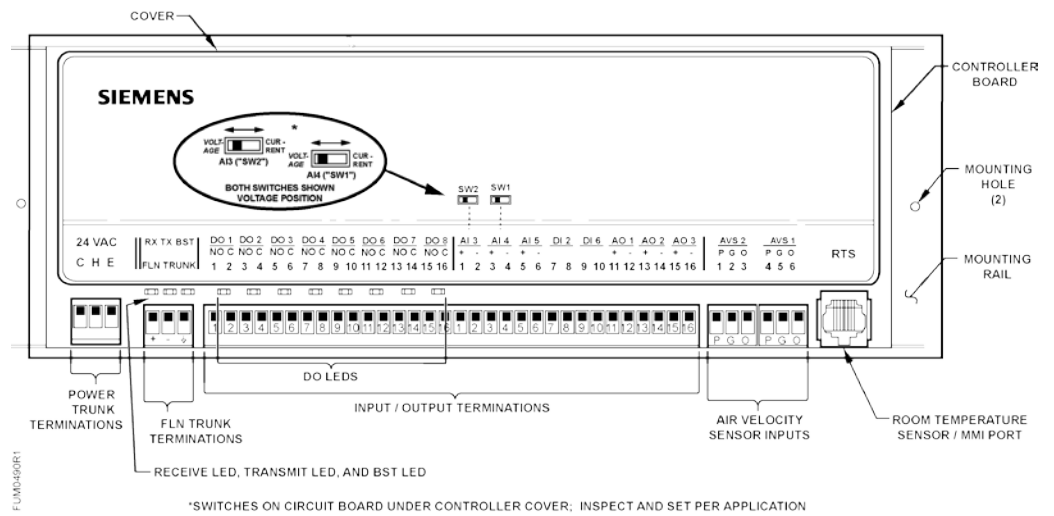 COVER
CONTROLLER
BOARD
SIEMENS
*
VOLT-
AGE
CUR -
RENT
AI3 ("SW2")
VOLT-
AGE
CUR -
RENT
AI4 ("SW1")
BOTH SWITCHES SHOWN
VOLTAGE POSITION
SW2 SW1
MOUNTING
HOLE
(2)
24 VAC
C H E
RX TX BST
FLN TRUNK
DO 1 DO 2 DO 3 DO 4 DO 5 DO 6 DO 7 DO 8 AI 3 AI 4 AI 5 DI 2 DI 6 AO 1 AO 2 AO 3
NO C NO C NO C NO C NO C NO C NO C NO C + - + - + - + - + - + -
1 2 3 4 5 6 7 8 9 10 11 12 13 14 15 16 1 2 3 4 5 6 7 8 9 10 11 12 13 14 15 16
AVS 2 AVS 1
P G O P G O
1 2 3 4 5 6
RTS
MOUNTING
RAIL
1 2 3 4 5 6 7 8 9 10 11 12 13 14 15 16 1 2 3 4 5 6 7 8 9 10 11 12 13 14 15 16
+ -
P G O P G O
DO LEDS
POWER
TRUNK
TERMINATIONS
FLN TRUNK
TERMINATIONS
INPUT / OUTPUT TERMINATIONS
AIR VELOCITY
SENSOR INPUTS
ROOM TEMPERATURE
SENSOR / MMI PORT
RECEIVE LED, TRANSMIT LED, AND BST LED
FUM0490R1
*SWITCHES ON CIRCUIT BOARD UNDER CONTROLLER COVER; INSPECT AND SET PER APPLICATION